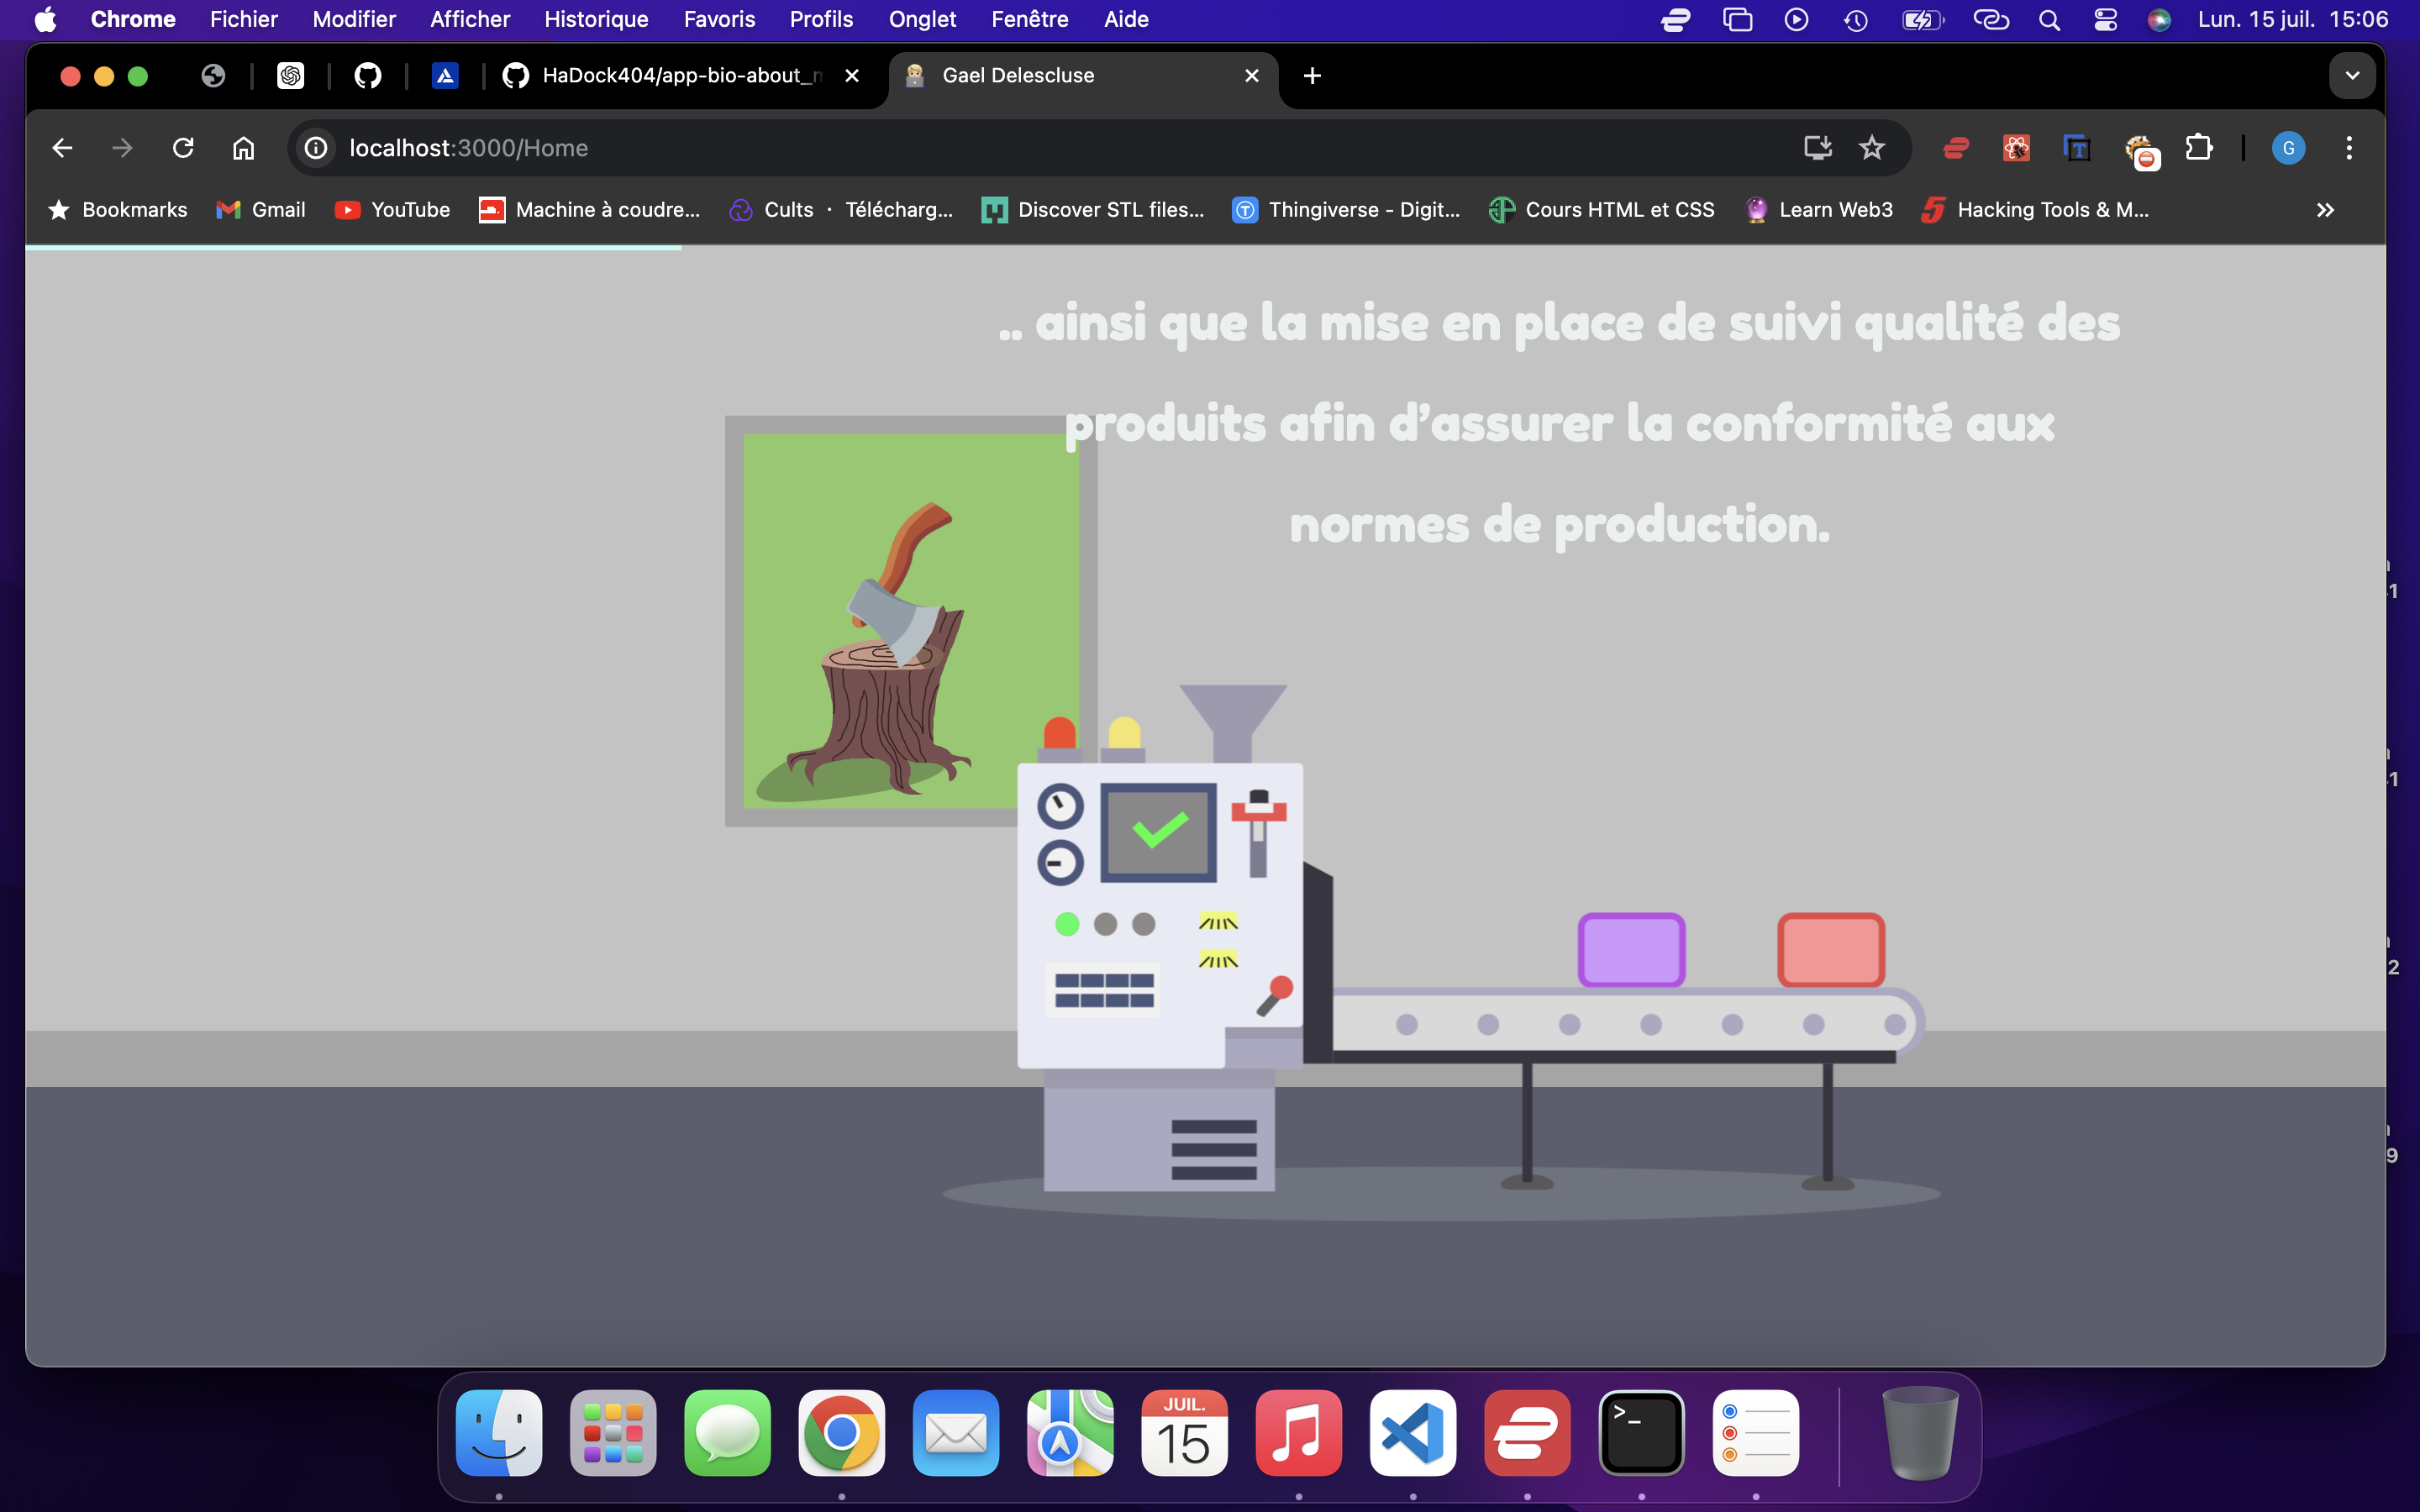 Chrome Fichier Modifier Afficher Historique Favoris Profils Onglet Fenêtre Aide Lun. 15 juil. 15:06
HaDock404/app-bio-about_m Gael Delescluse
localhost:3000/Home G
Bookmarks Gmail YouTube Machine à coudre... Cults · Télécharg... Discover STL files... Thingiverse - Digit... Cours HTML et CSS Learn Web3 Hacking Tools & M...
.. ainsi que la mise en place de suivi qualité des
produits afin d’assurer la conformité aux
normes de production.
JUIL.
15